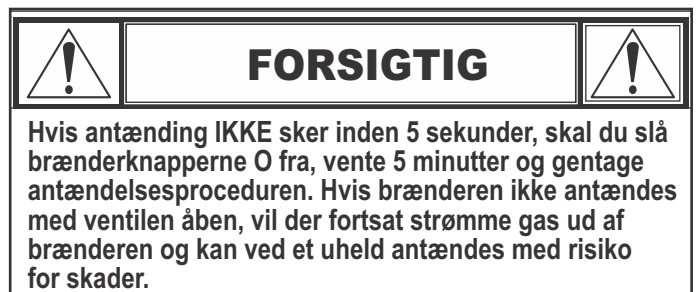 FORSIGTIG
Hvis antænding IKKE sker inden 5 sekunder, skal du slå
brænderknapperne O fra, vente 5 minutter og gentage
antændelsesproceduren. Hvis brænderen ikke antændes
med ventilen åben, vil der fortsat strømme gas ud af
brænderen og kan ved et uheld antændes med risiko
for skader.